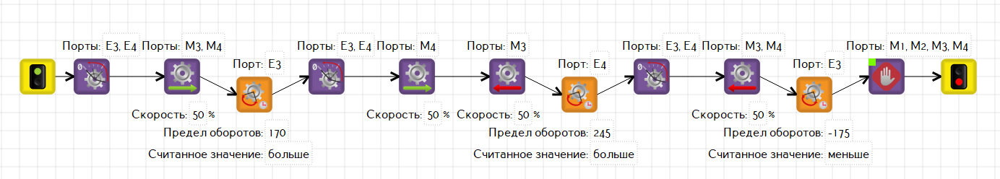 Порты: E3, E4 Порты: M3, M4 Порты: E3, E4 Порты: M4 Порты: M3 Порты: E3, E4 Порты: M3, M4 Порты: M1, M2, M3, M4
Порт: E3 Порт: E4 Порт: E3
Скорость: 50 % Скорость: 50 % Скорость: 50 % Скорость: 50 %
Предел оборотов: 170 Предел оборотов: 245 Предел оборотов: -175
Считанное значение: больше Считанное значение: больше Считанное значение: меньше